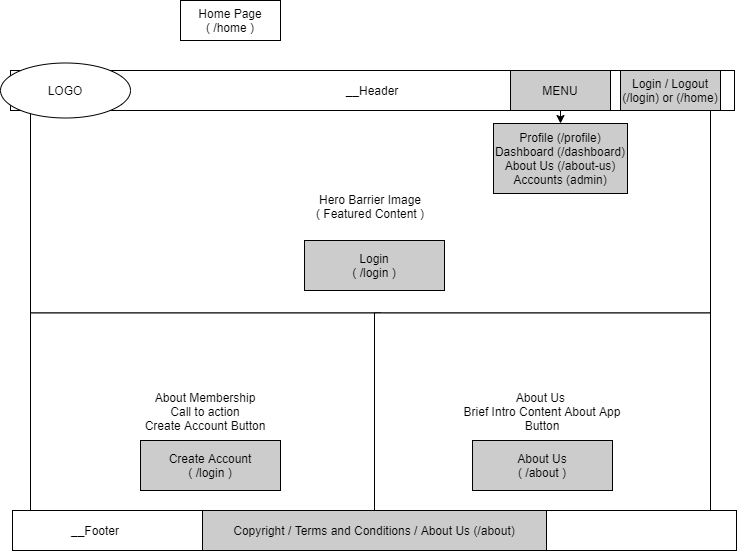 Home Page
( /home )
LOGO
__Header
MENU
Login / Logout
(/login) or (/home)
Profile (/profile)
Dashboard (/dashboard)
About Us (/about-us)
Accounts (admin)
Hero Barrier Image
( Featured Content )
Login
( /login )
About Membership
Call to action
Create Account Button
Create Account
( /login )
About Us
Brief Intro Content About App
Button
About Us
( /about )
__Footer
Copyright / Terms and Conditions / About Us (/about)